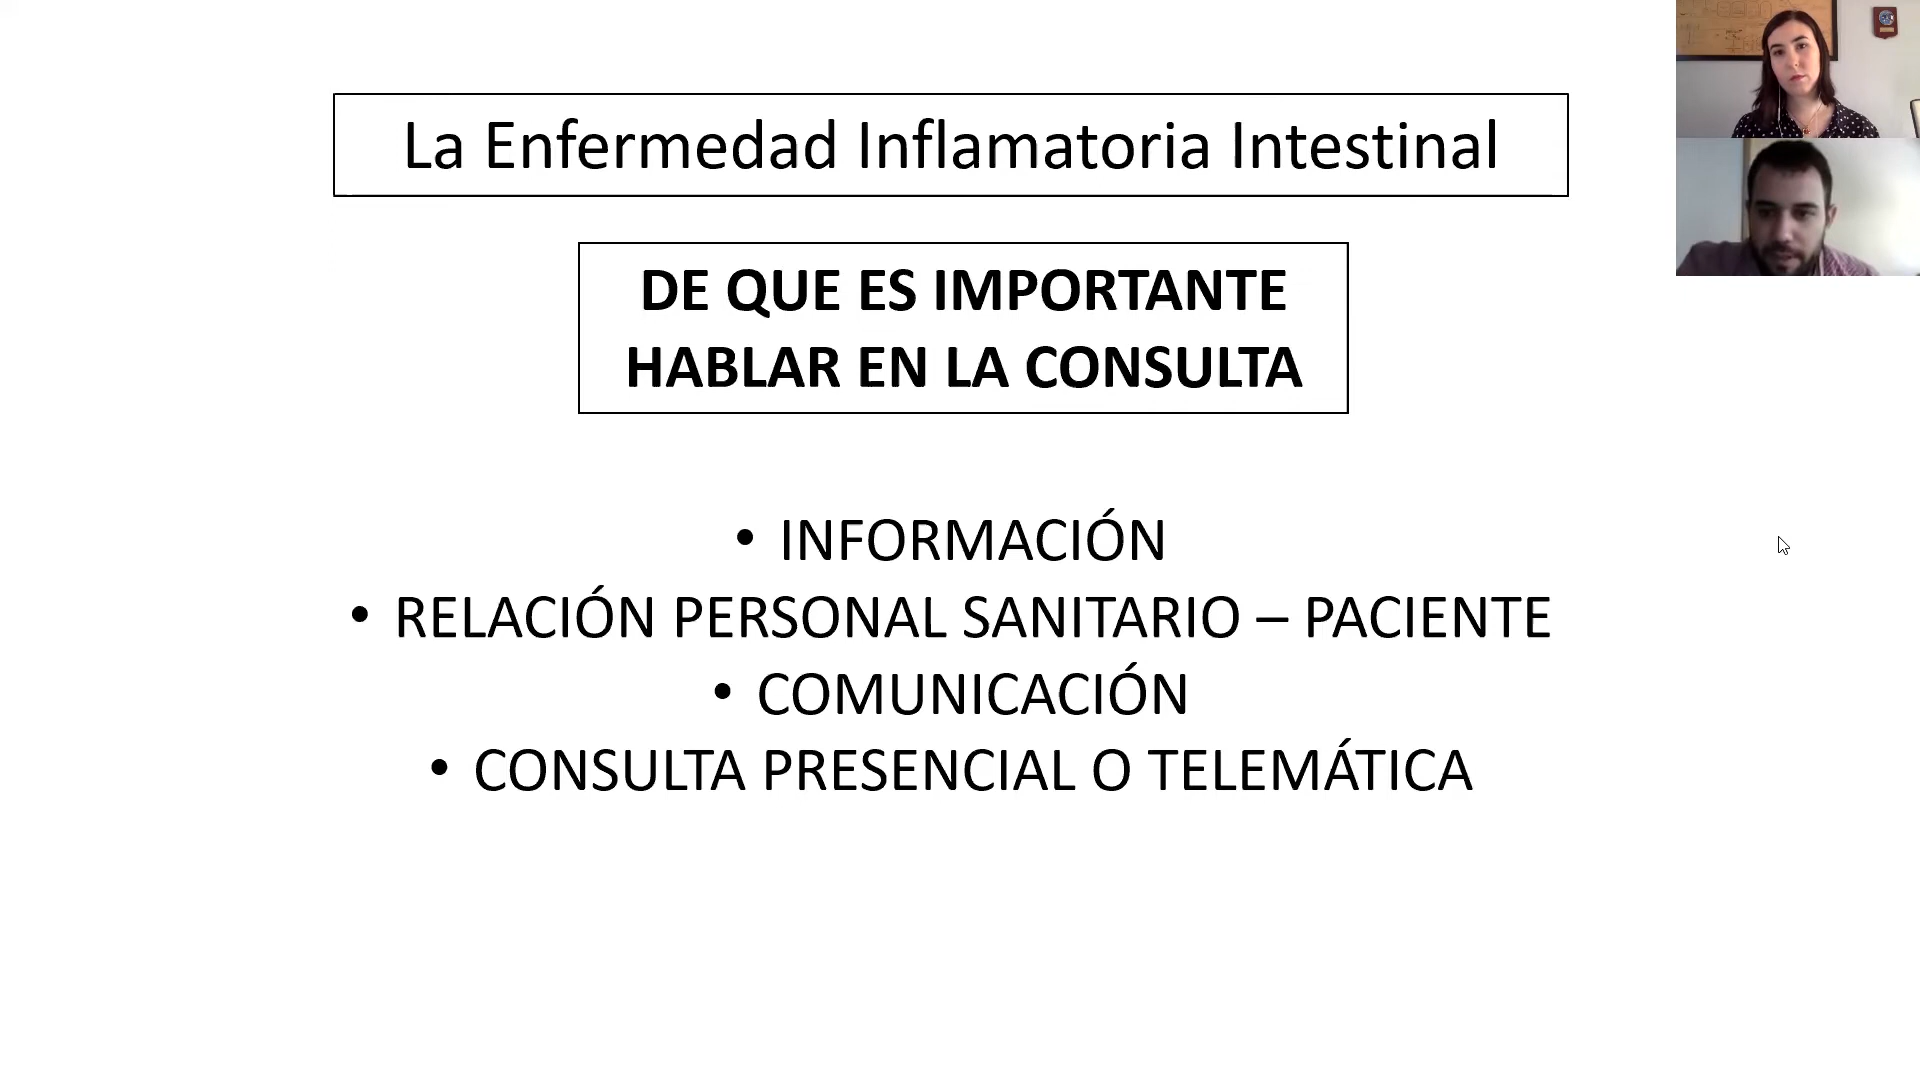 La Enfermedad Inflamatoria Intestinal
DE QUE ES IMPORTANTE
HABLAR EN LA CONSULTA
• INFORMACIÓN
• RELACIÓN PERSONAL SANITARIO – PACIENTE
• COMUNICACIÓN
• CONSULTA PRESENCIAL O TELEMÁTICA